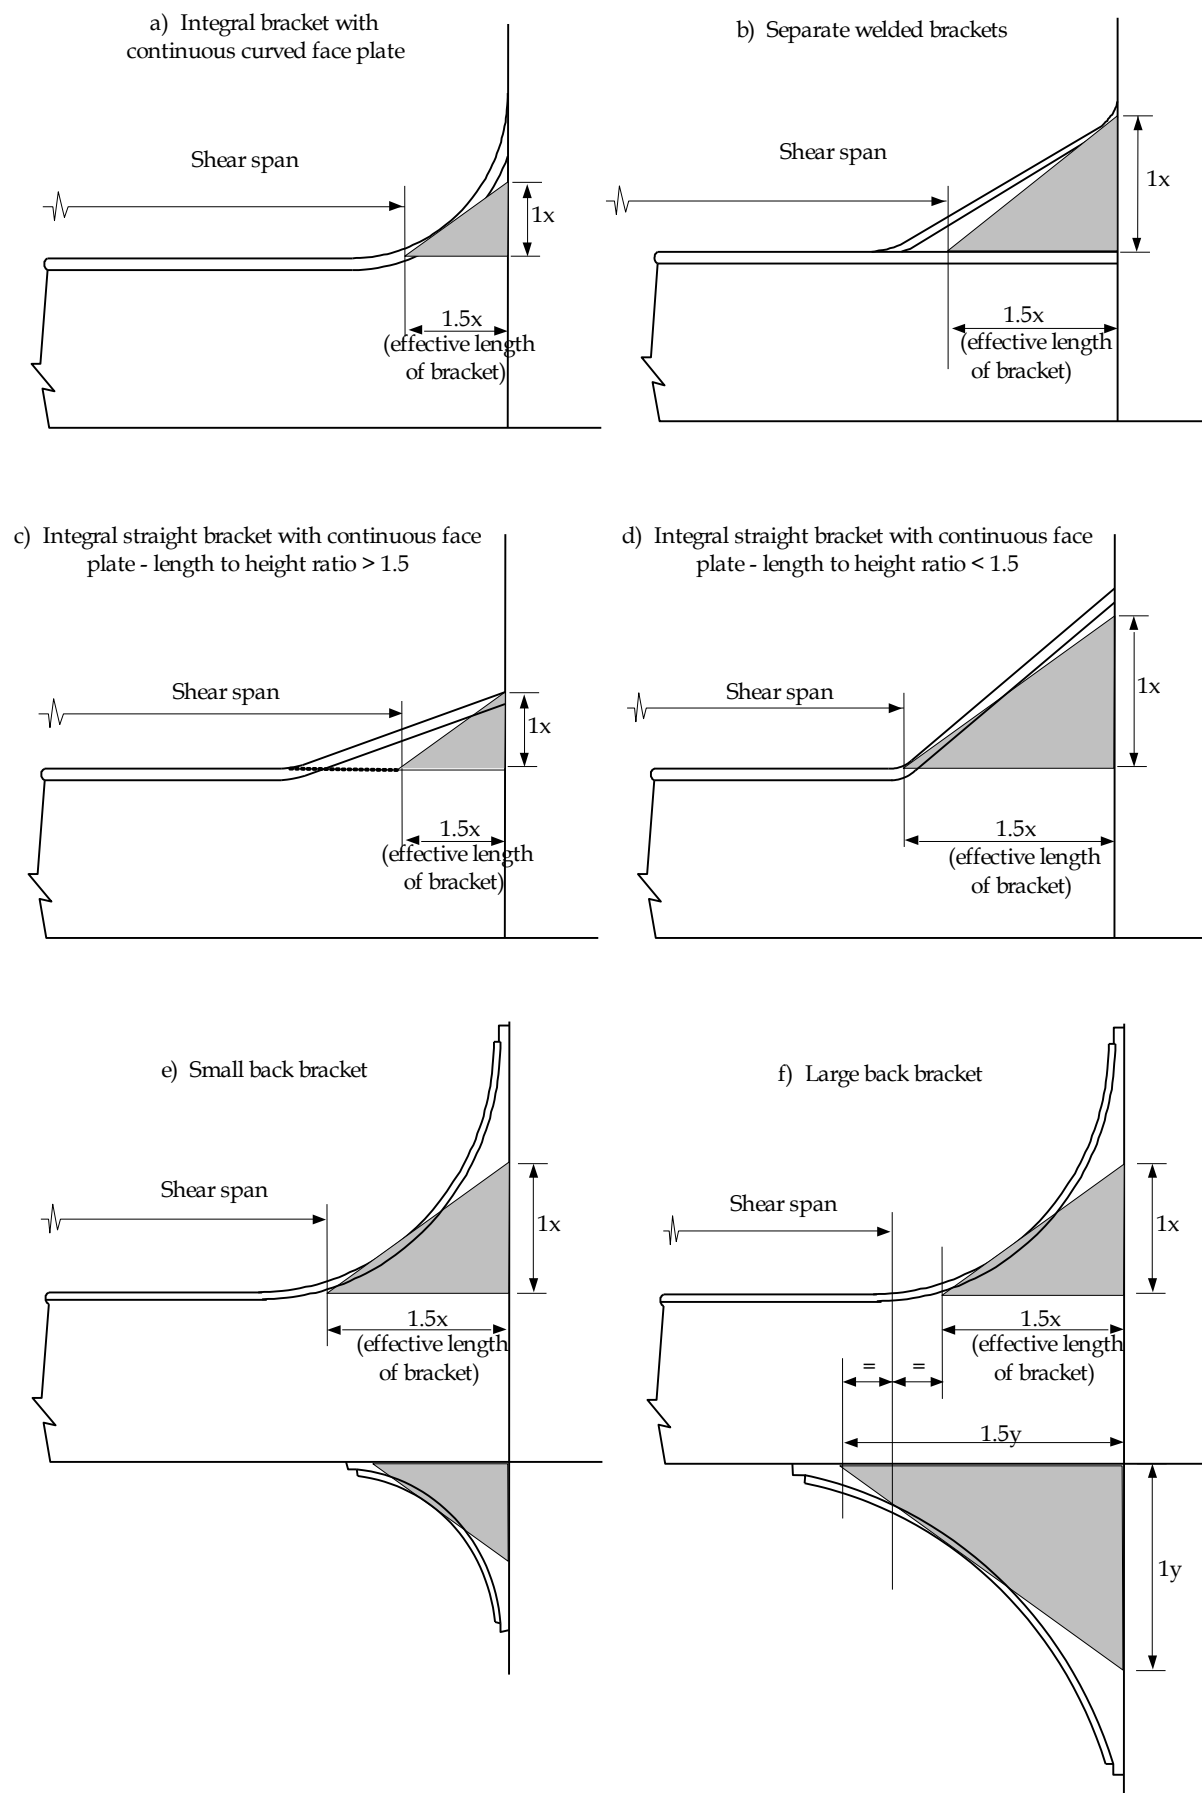 a) Integral bracket with
continuous curved face plate
Shear span
1x
1.5x
(effective length
of bracket)
b) Separate welded brackets
Shear span
1x
1.5x
(effective length
of bracket)
c) Integral straight bracket with continuous face
plate - length to height ratio > 1.5
Shear span
1x
1.5x
(effective length
of bracket)
d) Integral straight bracket with continuous face
plate - length to height ratio < 1.5
Shear span
1x
1.5x
(effective length
of bracket)
e) Small back bracket
Shear span
1x
1.5x
(effective length
of bracket)
f) Large back bracket
Shear span
1x
1.5x
(effective length
of bracket)
= =
1.5y
1y